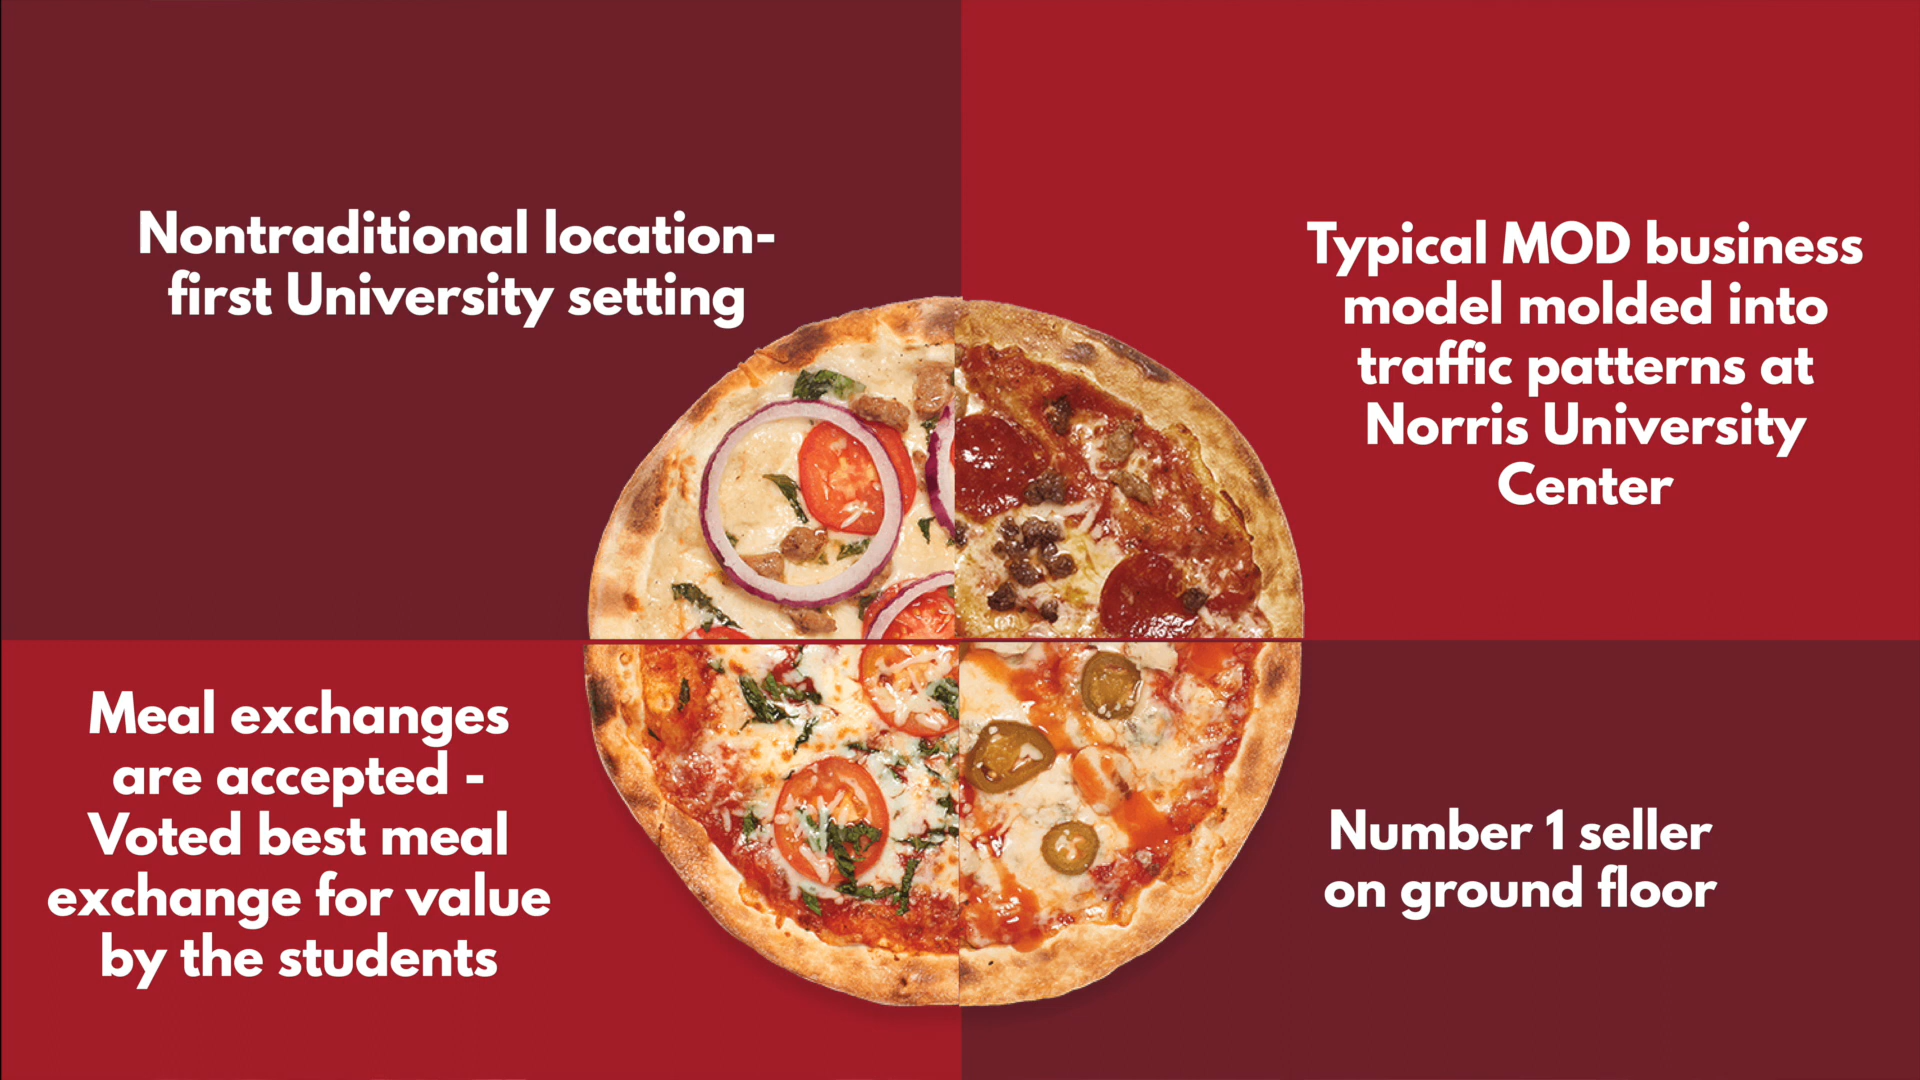 Nontraditional location-
first University setting
Typical MOD business
model molded into
traffic patterns at
Norris University
Center
Meal exchanges
are accepted -
Voted best meal
exchange for value
by the students
Number 1 seller
on ground floor